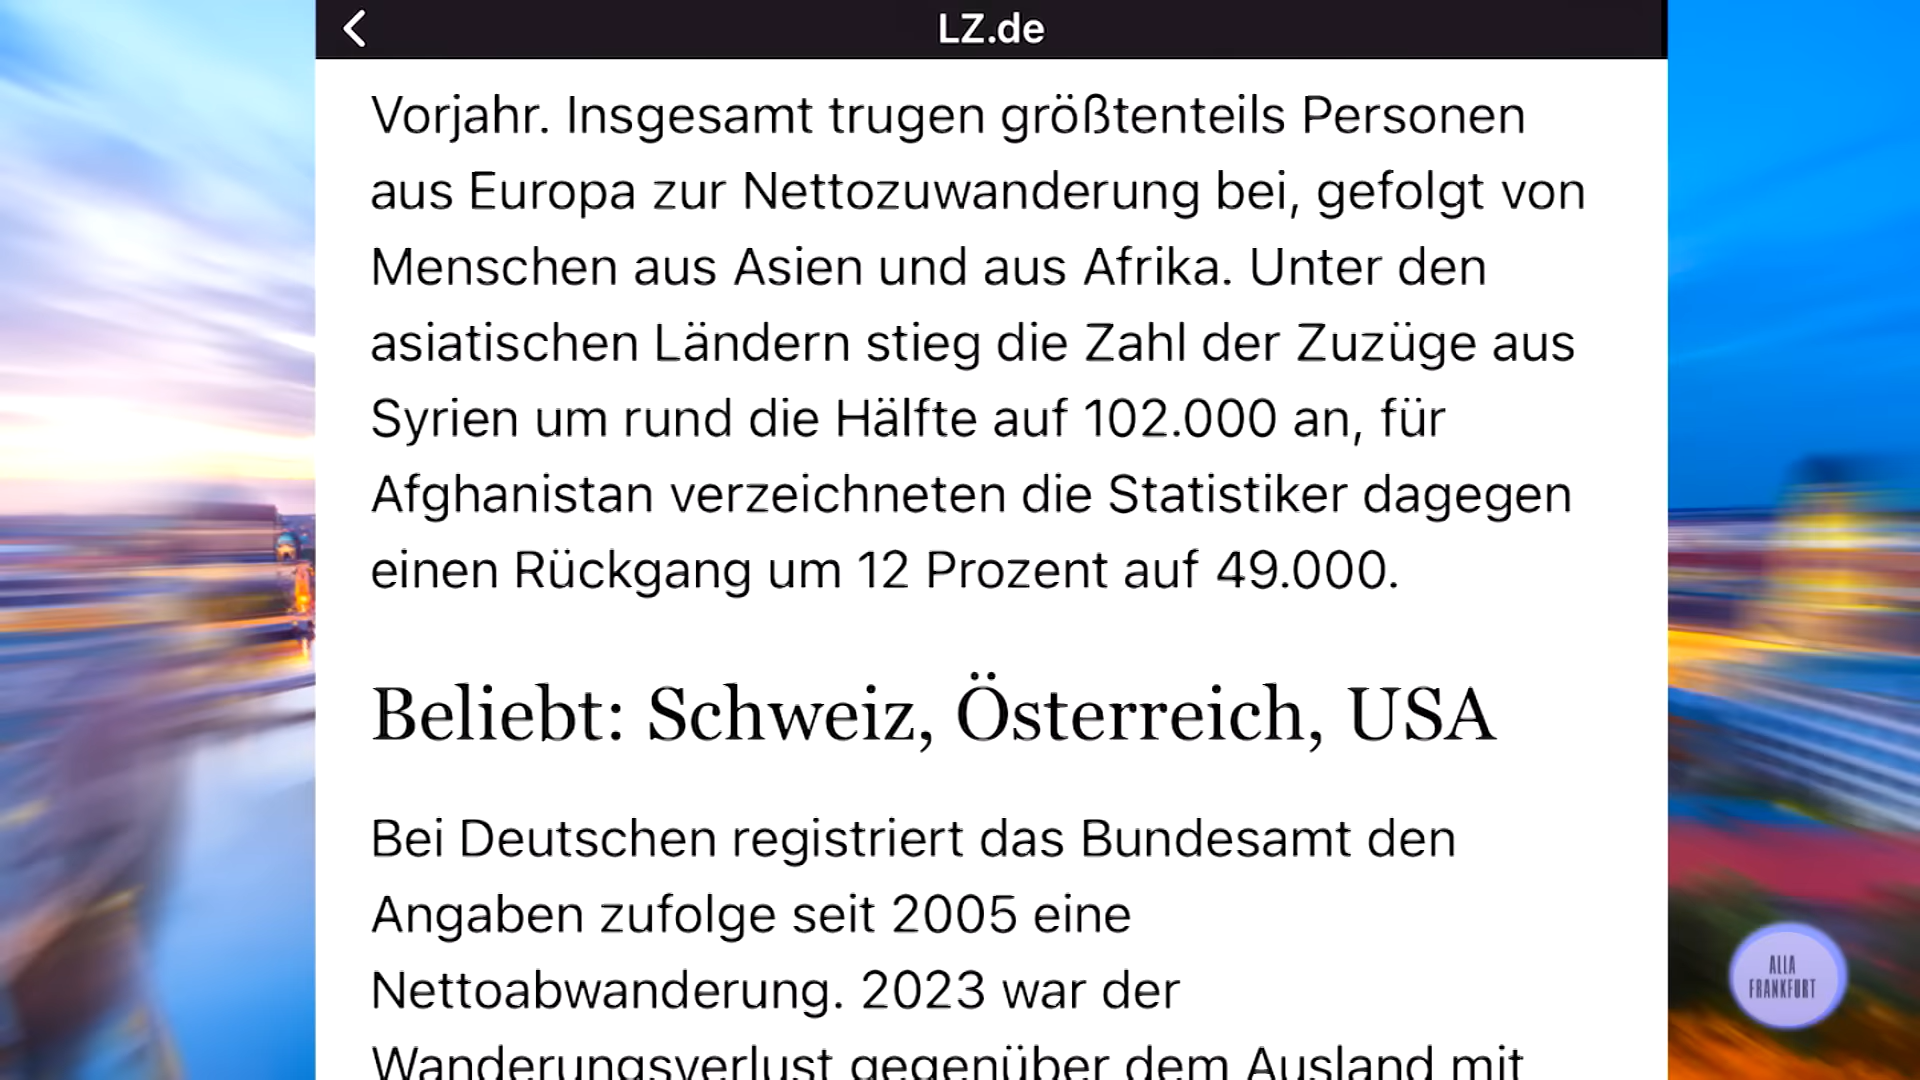 LZ.de
Vorjahr. Insgesamt trugen größtenteils Personen
aus Europa zur Nettozuwanderung bei, gefolgt von
Menschen aus Asien und aus Afrika. Unter den
asiatischen Ländern stieg die Zahl der Zuzüge aus
Syrien um rund die Hälfte auf 102.000 an, für
Afghanistan verzeichneten die Statistiker dagegen
einen Rückgang um 12 Prozent auf 49.000.
Beliebt: Schweiz, Österreich, USA
Bei Deutschen registriert das Bundesamt den
Angaben zufolge seit 2005 eine
Nettoabwanderung. 2023 war der
Wanderungsverlust gegenüber dem Ausland mit
ALLA
FRANKFURT